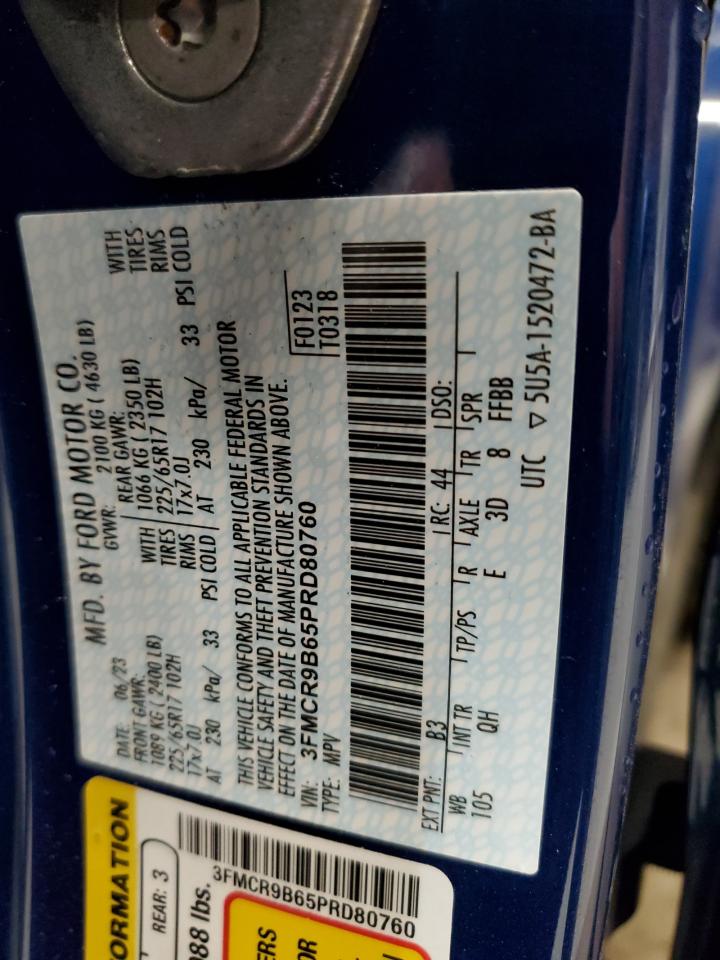 MFD. BY FORD MOTOR CO.
DATE: 06/23 GVWR: 2100 KG ( 4630 LB)
FRONT GAWR: REAR GAWR: WITH
1089 KG ( 2400 LB) WITH 1066 KG ( 2350 LB) TIRES
225/65R17 102H TIRES 225/65R17 102H RIMS
17x7.0J RIMS 17x7.0J
AT 230 kPa/ 33 PSI COLD AT 230 kPa/ 33 PSI COLD
THIS VEHICLE CONFORMS TO ALL APPLICABLE FEDERAL MOTOR
VEHICLE SAFETY AND THEFT PREVENTION STANDARDS IN
EFFECT ON THE DATE OF MANUFACTURE SHOWN ABOVE.
VIN: 3FMCR9B65PRD80760 F0123
TYPE: MPV T0318
EXT PNT: B3 RC: 44 DSO:
WB INT TR TP/PS R AXLE TR SPR
105 QH E 3D 8 FFBB
UTC ▽ 5U5A-1520472-BA
ORMATION
REAR: 3
988 lbs.
3FMCR9B65PRD80760
ERS
OR